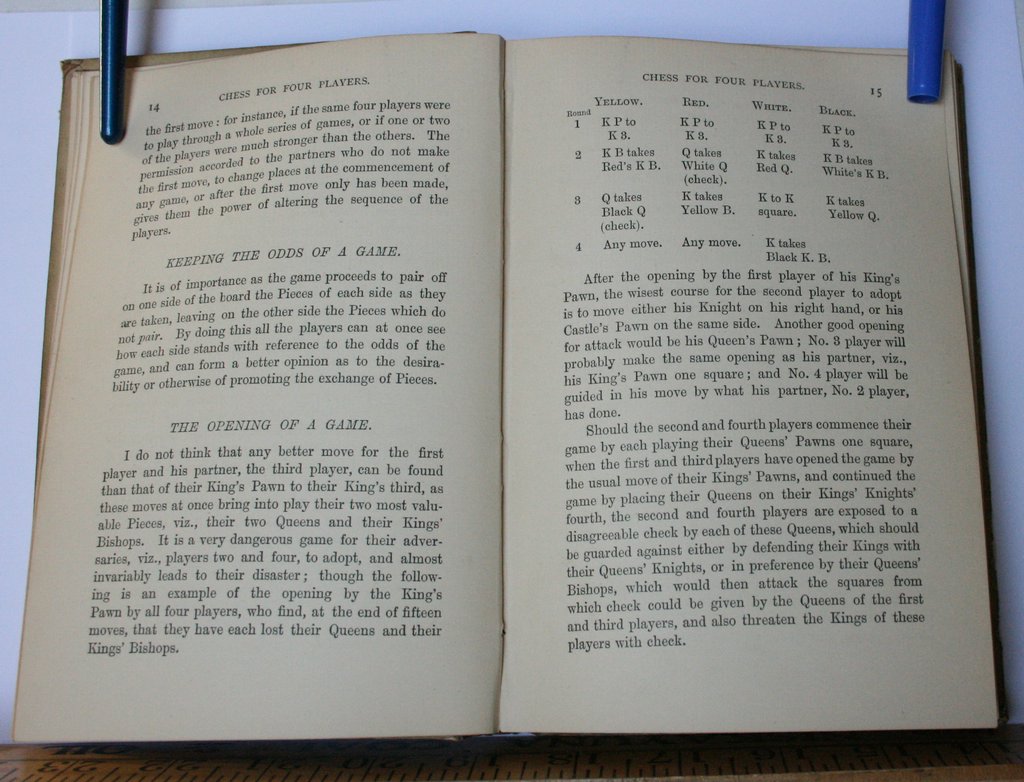 14
CHESS FOR FOUR PLAYERS.
the first move : for instance, if the same four players were
to play through a whole series of games, or if one or two
of the players were much stronger than the others. The
permission accorded to the partners who do not make
the first move, to change places at the commencement of
any game, or after the first move only has been made,
gives them the power of altering the sequence of the
players.
KEEPING THE ODDS OF A GAME.
It is of importance as the game proceeds to pair off
on one side of the board the Pieces of each side as they
are taken, leaving on the other side the Pieces which do
not pair. By doing this all the players can at once see
how each side stands with reference to the odds of the
game, and can form a better opinion as to the desira-
bility or otherwise of promoting the exchange of Pieces.
THE OPENING OF A GAME.
I do not think that any better move for the first
player and his partner, the third player, can be found
than that of their King's Pawn to their King's third, as
these moves at once bring into play their two most valu-
able Pieces, viz., their two Queens and their Kings'
Bishops. It is a very dangerous game for their adver-
saries, viz., players two and four, to adopt, and almost
invariably leads to their disaster ; though the follow-
ing is an example of the opening by the King's
Pawn by all four players, who find, at the end of fifteen
moves, that they have each lost their Queens and their
Kings' Bishops.
CHESS FOR FOUR PLAYERS.
15
Round YELLOW. RED. WHITE. BLACK.
1 K P to K P to K P to K P to
K 3. K 3. K 3. K 3.
2 K B takes Q takes K takes K B takes
Red's K B. White Q Red Q. White's K B.
(check).
3 Q takes K takes K to K K takes
Black Q Yellow B. square. Yellow Q.
(check).
4 Any move. Any move. K takes
Black K. B.
After the opening by the first player of his King's
Pawn, the wisest course for the second player to adopt
is to move either his Knight on his right hand, or his
Castle's Pawn on the same side. Another good opening
for attack would be his Queen's Pawn ; No. 3 player will
probably make the same opening as his partner, viz.,
his King's Pawn one square ; and No. 4 player will be
guided in his move by what his partner, No. 2 player,
has done.
Should the second and fourth players commence their
game by each playing their Queens' Pawns one square,
when the first and third players have opened the game by
the usual move of their Kings' Pawns, and continued the
game by placing their Queens on their Kings' Knights'
fourth, the second and fourth players are exposed to a
disagreeable check by each of these Queens, which should
be guarded against either by defending their Kings with
their Queens' Knights, or in preference by their Queens'
Bishops, which would then attack the squares from
which check could be given by the Queens of the first
and third players, and also threaten the Kings of these
players with check.